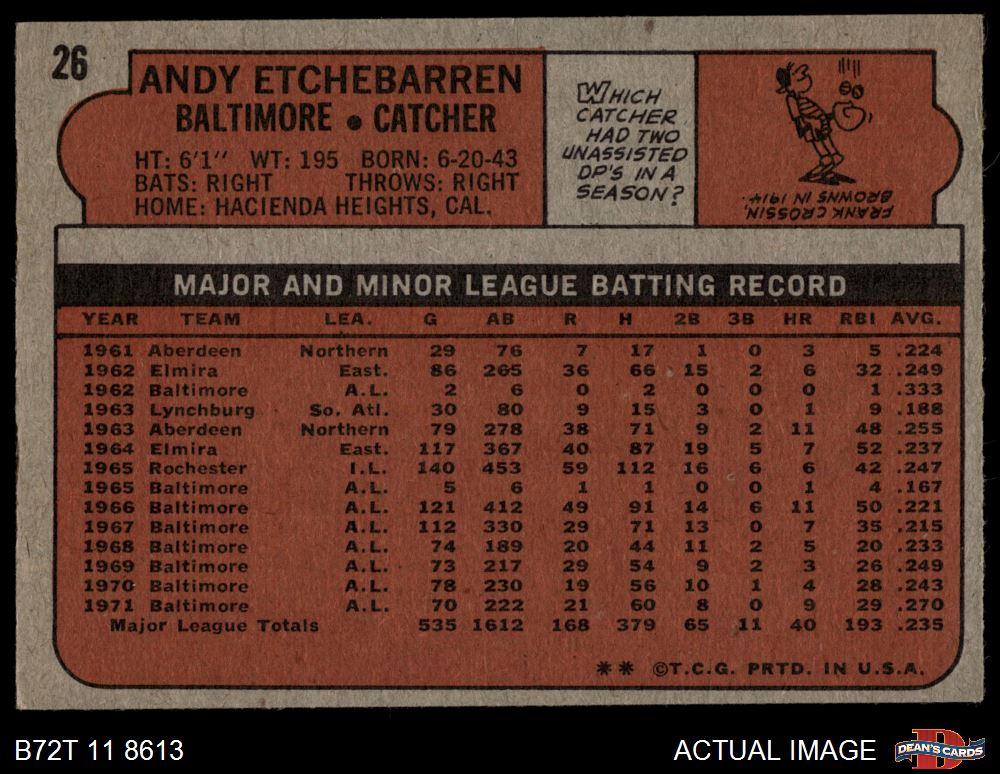 26
ANDY ETCHEBARREN
BALTIMORE • CATCHER
HT: 6'1" WT: 195 BORN: 6-20-43
BATS: RIGHT THROWS: RIGHT
HOME: HACIENDA HEIGHTS, CAL.
WHICH
CATCHER
HAD TWO
UNASSISTED
DP'S IN A
SEASON?
FRANK CROSSIN,
BROWNS IN 1914.
MAJOR AND MINOR LEAGUE BATTING RECORD
YEAR TEAM LEA. G AB R H 2B 3B HR RBI AVG.
1961 Aberdeen Northern 29 76 7 17 1 0 3 5 .224
1962 Elmira East. 86 265 36 66 15 2 6 32 .249
1962 Baltimore A.L. 2 6 0 2 0 0 0 1 .333
1963 Lynchburg So. Atl. 30 80 9 15 3 0 1 9 .188
1963 Aberdeen Northern 79 278 38 71 9 2 11 48 .255
1964 Elmira East. 117 367 40 87 19 5 7 52 .237
1965 Rochester I.L. 140 453 59 112 16 6 6 42 .247
1965 Baltimore A.L. 5 6 1 1 0 0 1 4 .167
1966 Baltimore A.L. 121 412 49 91 14 6 11 50 .221
1967 Baltimore A.L. 112 330 29 71 13 0 7 35 .215
1968 Baltimore A.L. 74 189 20 44 11 2 5 20 .233
1969 Baltimore A.L. 73 217 29 54 9 2 3 26 .249
1970 Baltimore A.L. 78 230 19 56 10 1 4 28 .243
1971 Baltimore A.L. 70 222 21 60 8 0 9 29 .270
Major League Totals 535 1612 168 379 65 11 40 193 .235
** ©T.C.G. PRTD. IN U.S.A.
B72T 11 8613
ACTUAL IMAGE
D
DEAN'S CARDS